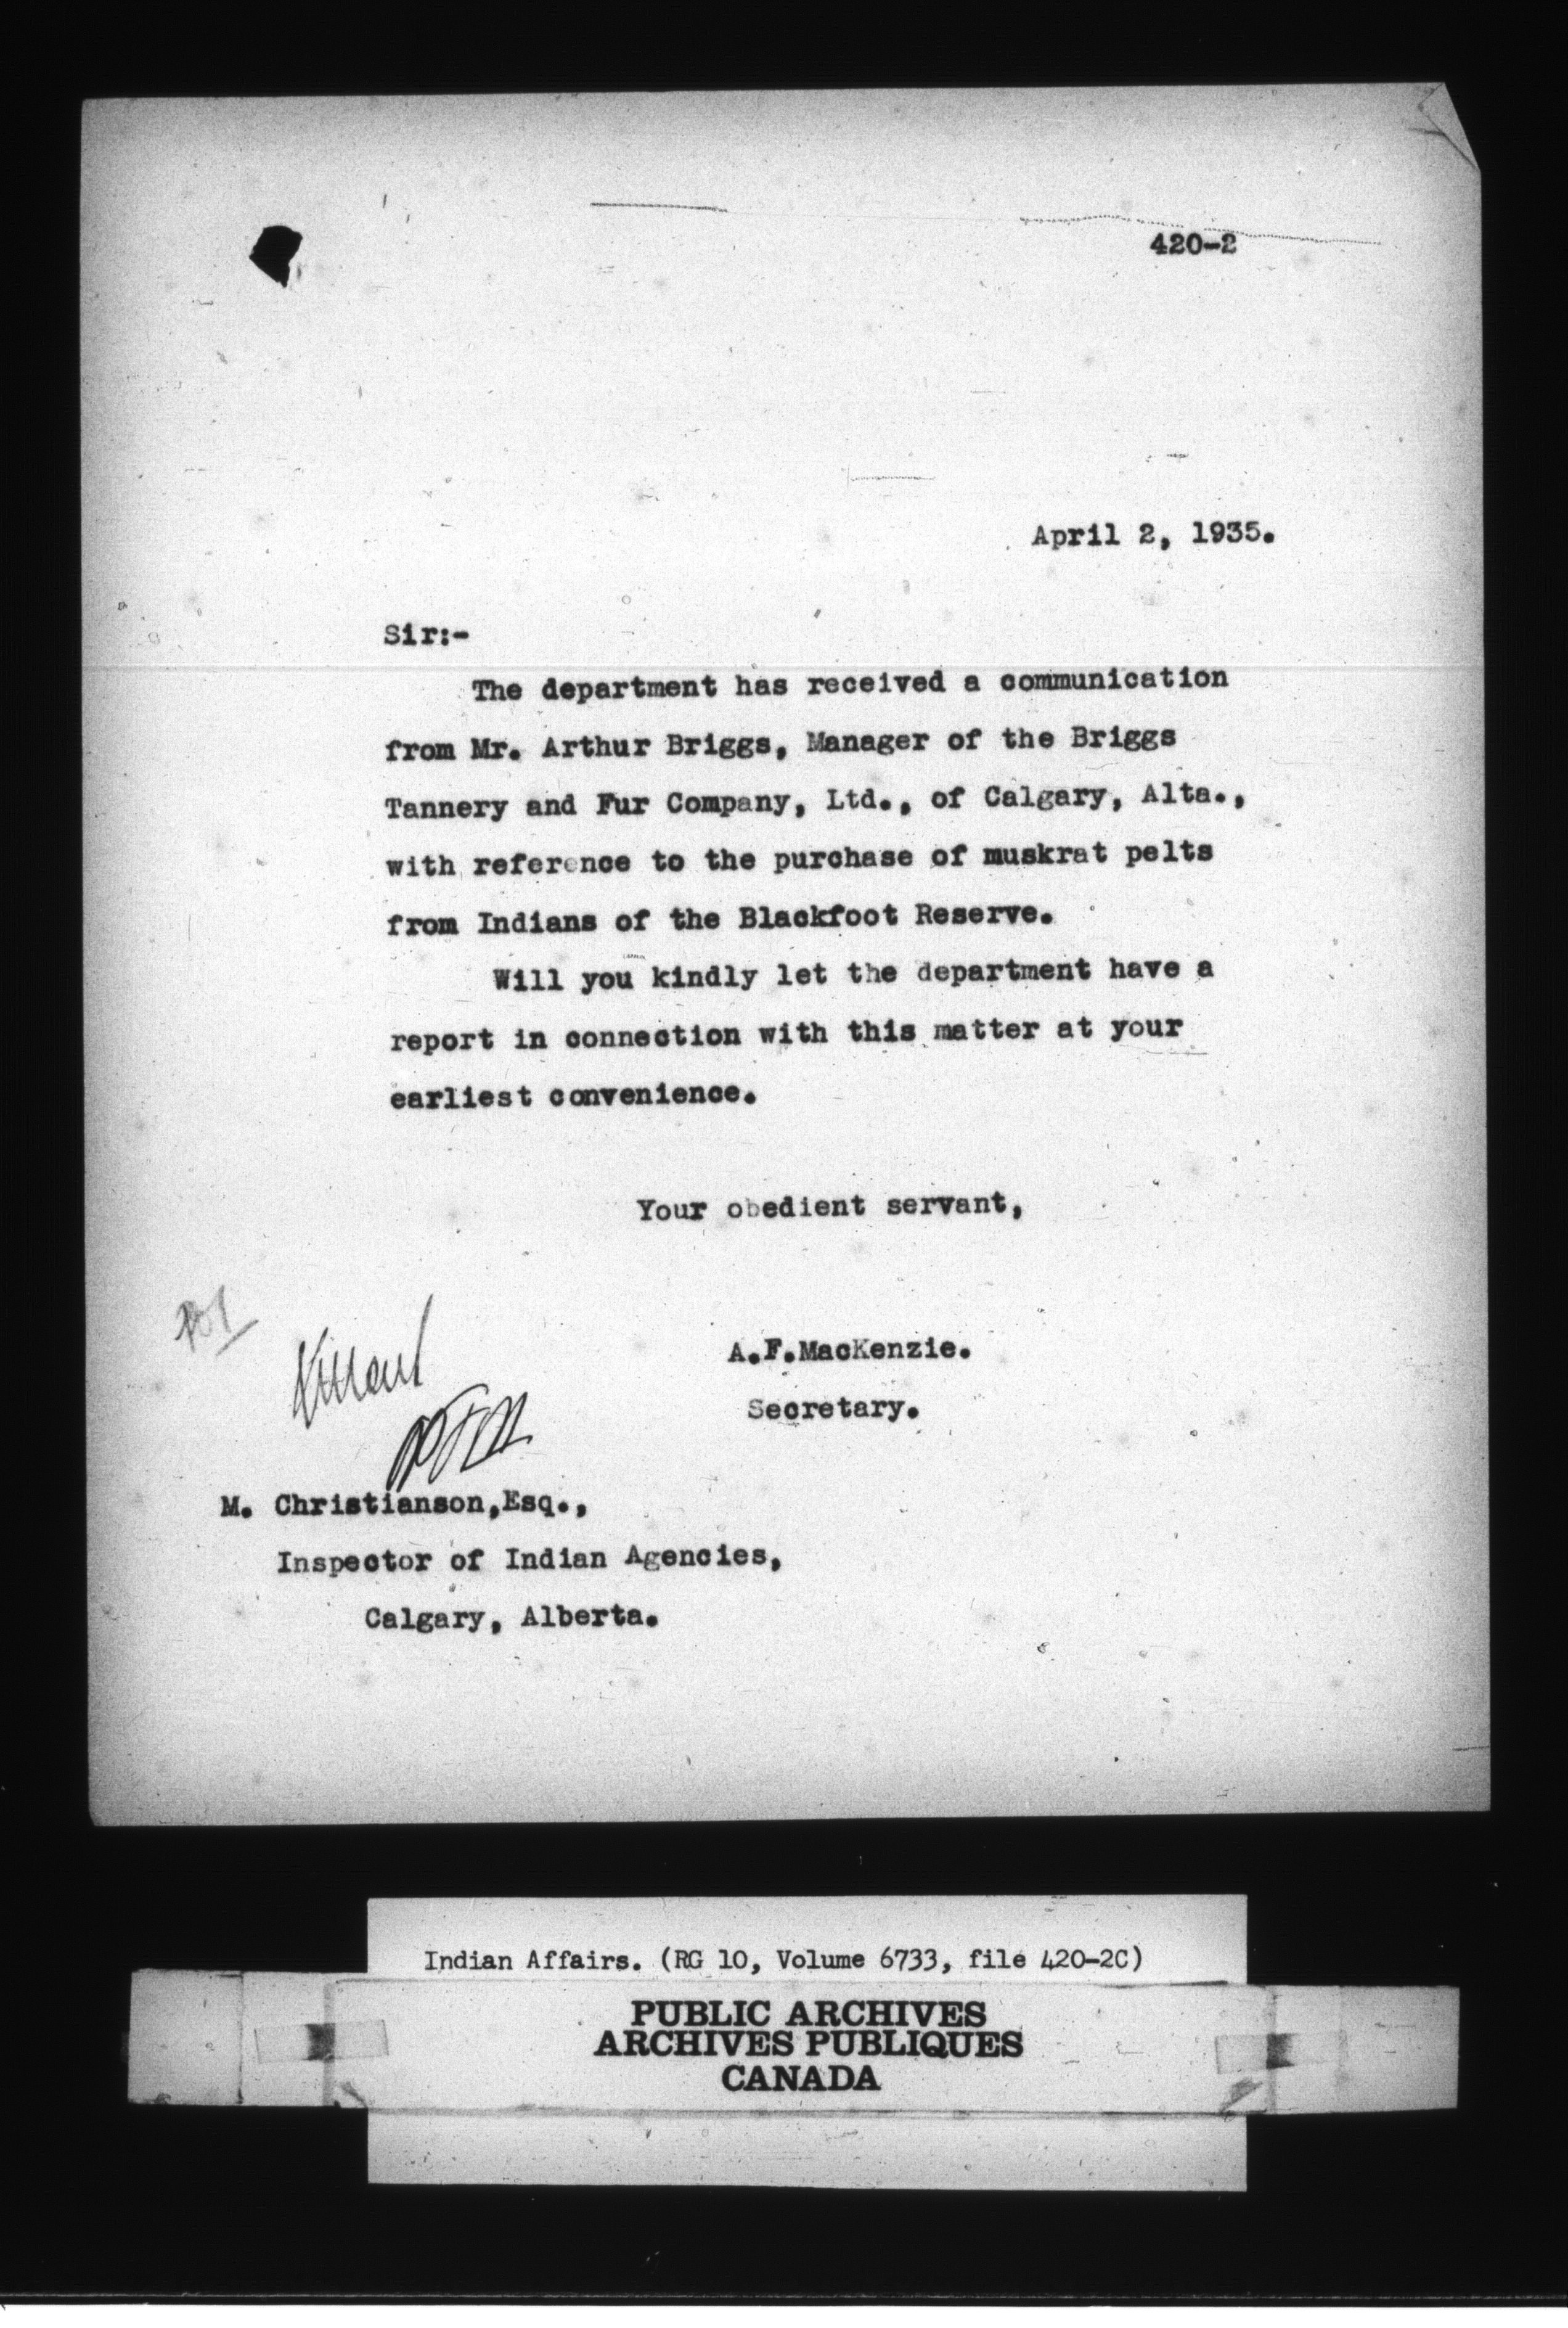 420-2
April 2, 1935.
Sir:-
The department has received a communication
from Mr. Arthur Briggs, Manager of the Briggs
Tannery and Fur Company, Ltd., of Calgary, Alta.,
with reference to the purchase of muskrat pelts
from Indians of the Blackfoot Reserve.
Will you kindly let the department have a
report in connection with this matter at your
earliest convenience.
Your obedient servant,
A.F.MacKenzie.
Secretary.
M. Christianson,Esq.,
Inspector of Indian Agencies,
Calgary, Alberta.
Indian Affairs. (RG 10, Volume 6733, file 420-2C)
PUBLIC ARCHIVES
ARCHIVES PUBLIQUES
CANADA